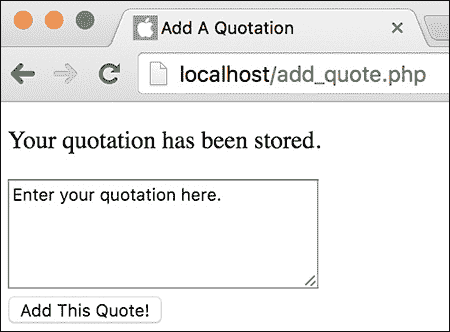 Add A Quotation
localhost/add_quote.php
Your quotation has been stored.
Enter your quotation here.
Add This Quote!